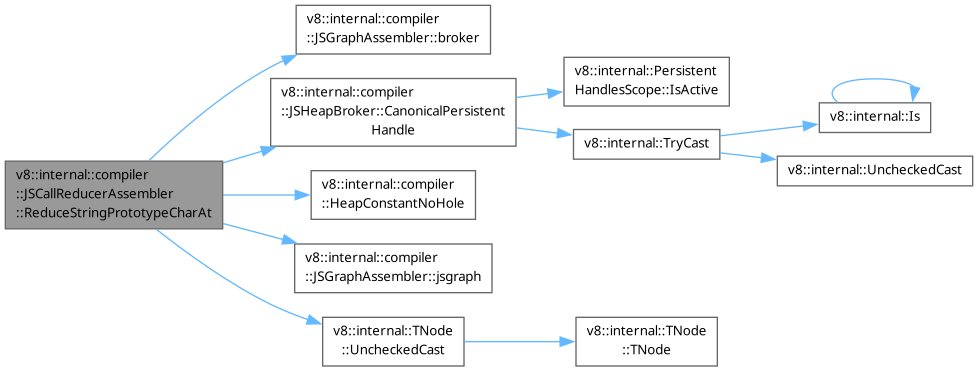 v8::internal::compiler
::JSGraphAssembler::broker
v8::internal::compiler
::JSHeapBroker::CanonicalPersistent
Handle
v8::internal::Persistent
HandlesScope::IsActive
v8::internal::TryCast
v8::internal::Is
v8::internal::UncheckedCast
v8::internal::compiler
::JSCallReducerAssembler
::ReduceStringPrototypeCharAt
v8::internal::compiler
::HeapConstantNoHole
v8::internal::compiler
::JSGraphAssembler::jsgraph
v8::internal::TNode
::UncheckedCast
v8::internal::TNode
::TNode